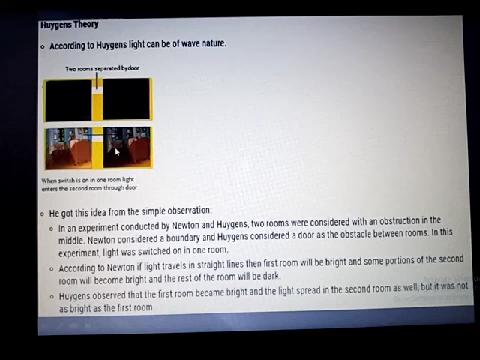 Huygens Theory
According to Huygens light can be of wave nature.
Two rooms separated by door
When switch is on in one room light
enters the second room through door
He got this idea from the simple observation:
In an experiment conducted by Newton and Huygens, two rooms were considered with an obstruction in the
middle. Newton considered a boundary and Huygens considered a door as the obstacle between rooms. In this
experiment, light was switched on in one room.
According to Newton if light travels in straight lines then first room will be bright and some portions of the second
room will become bright and the rest of the room will be dark.
Huygens observed that the first room became bright and the light spread in the second room as well, but it was not
as bright as the first room